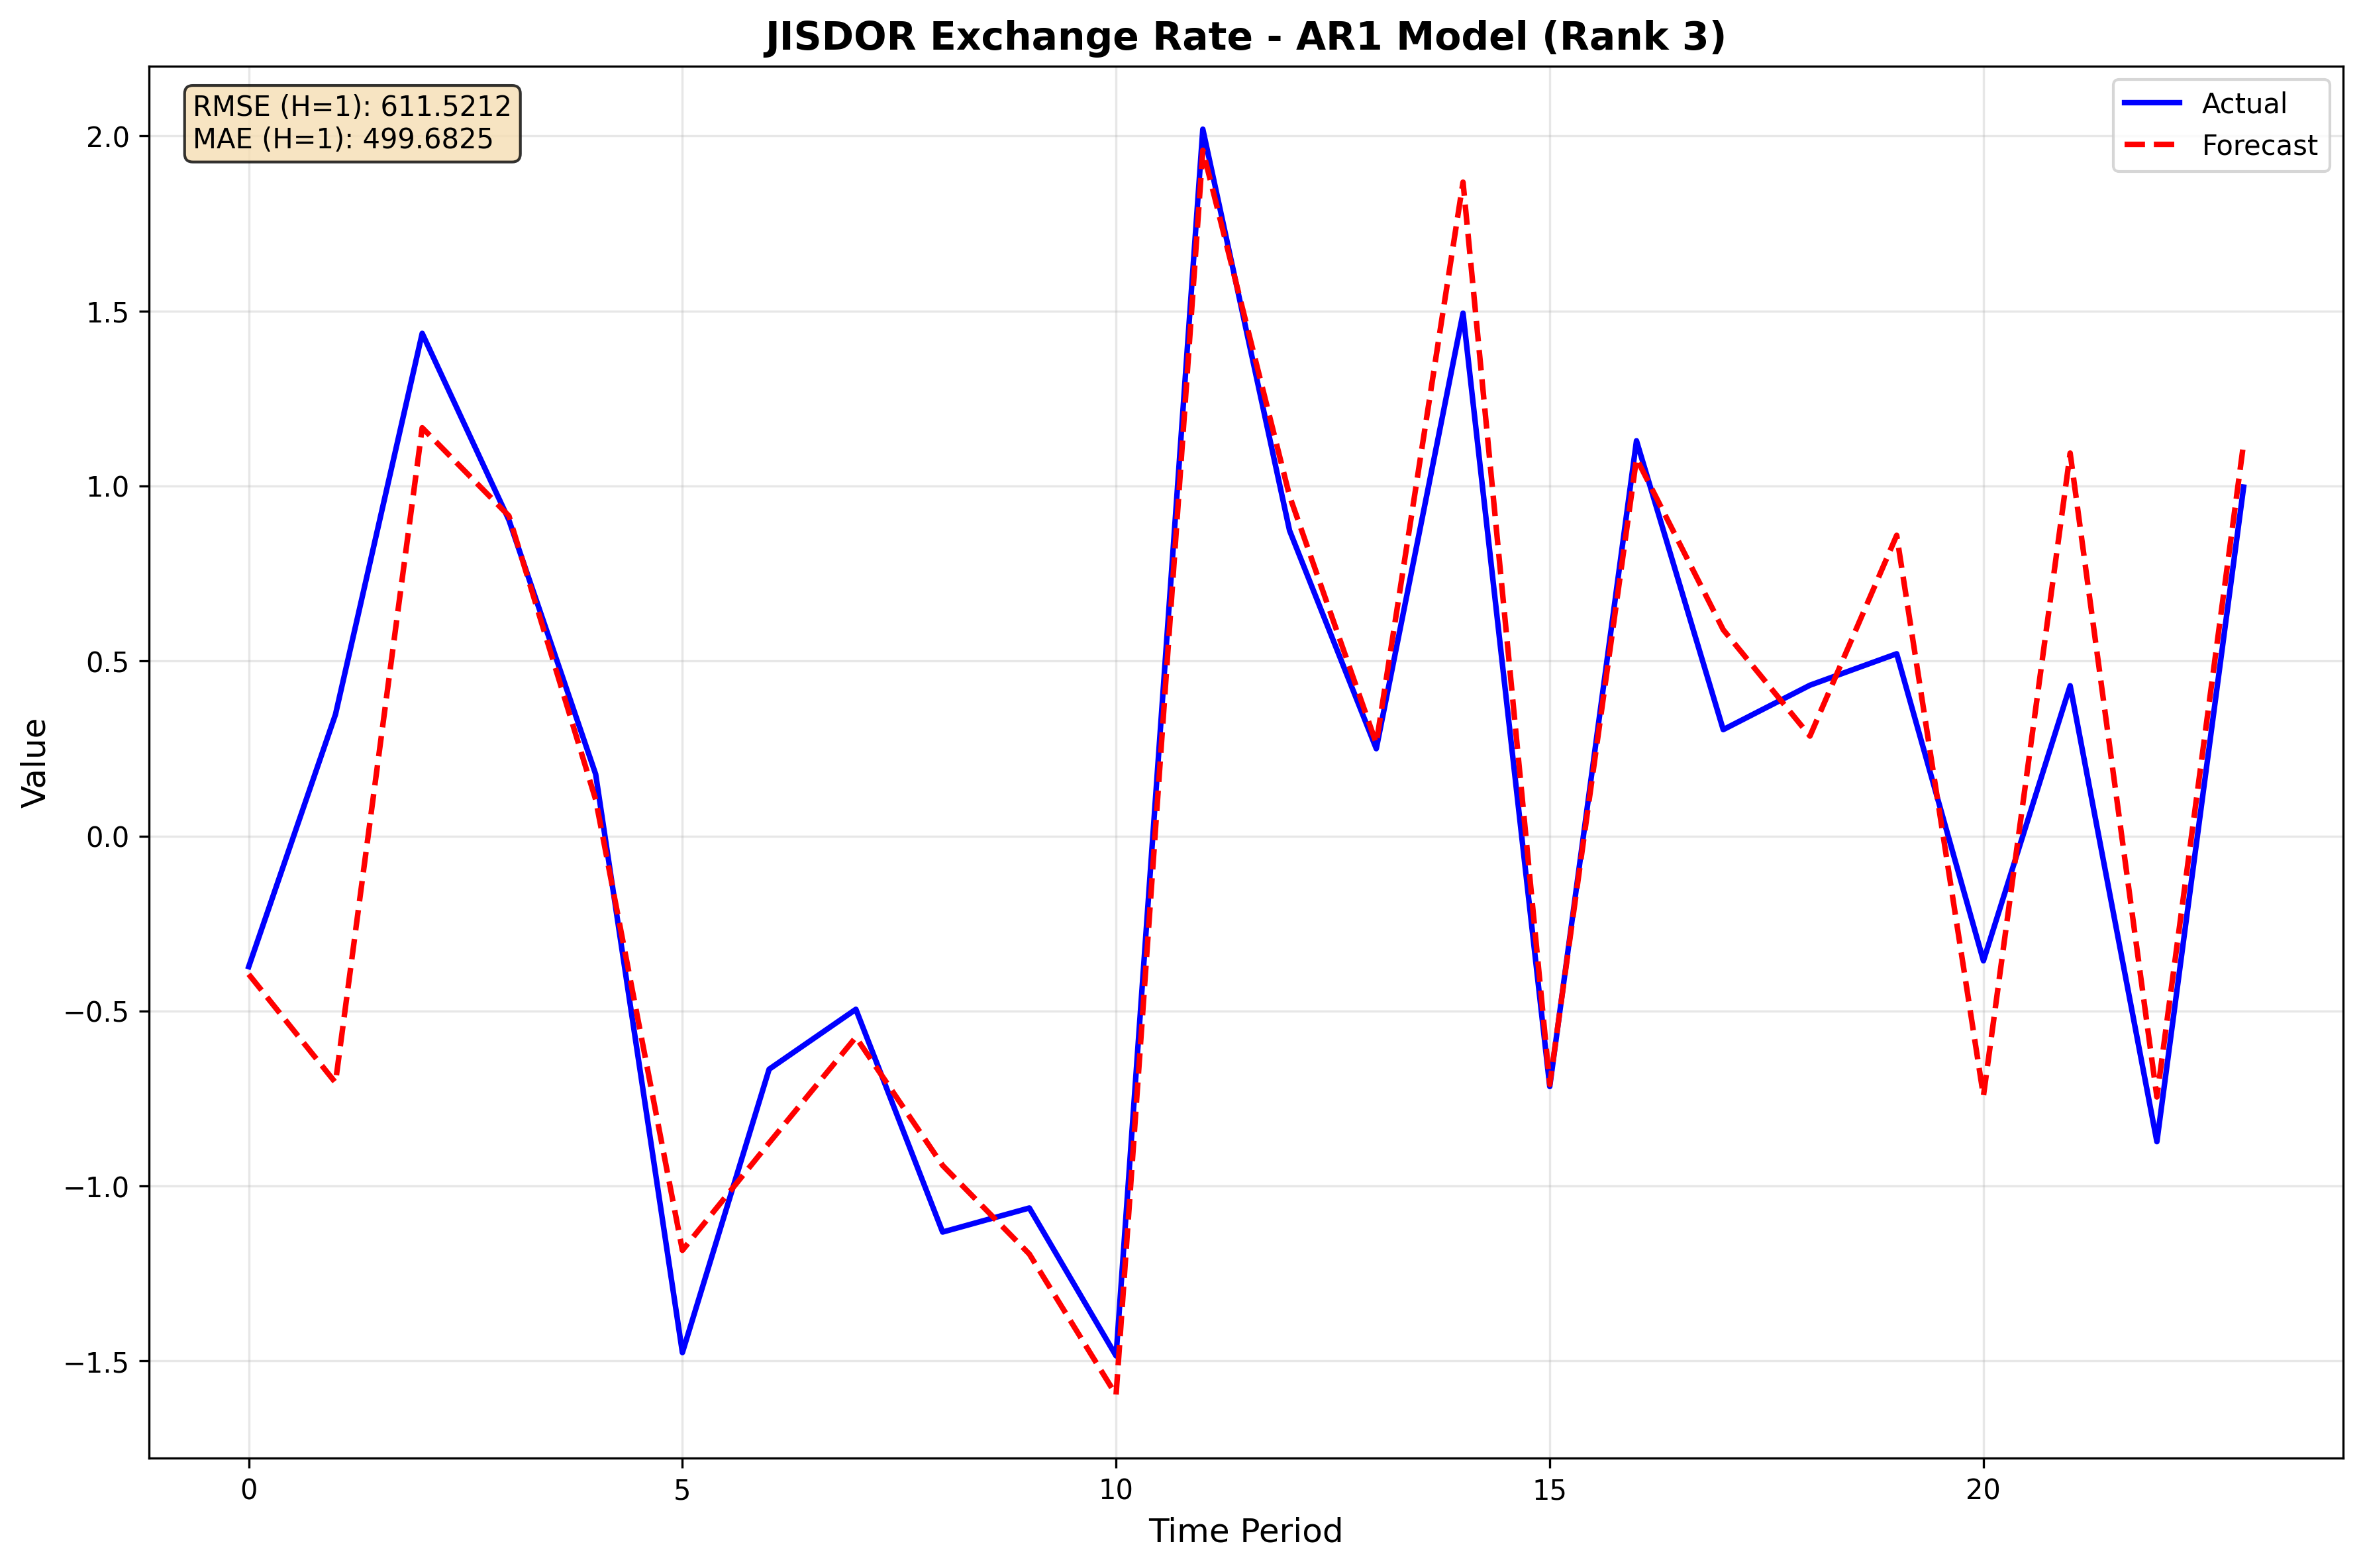 JISDOR Exchange Rate - AR1 Model (Rank 3)
RMSE (H=1): 611.5212
MAE (H=1): 499.6825
Actual
Forecast
2.0
1.5
1.0
0.5
0.0
−0.5
−1.0
−1.5
Value
0 5 10 15 20
Time Period